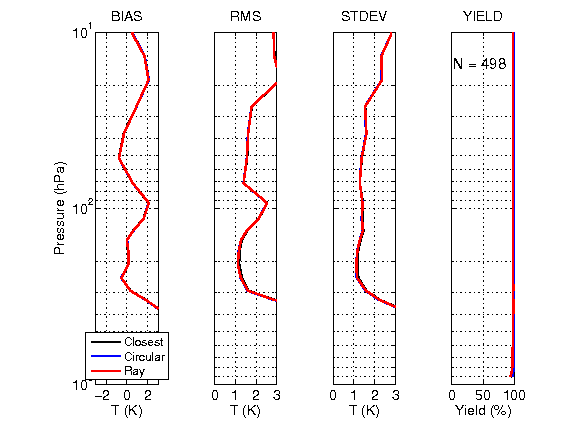 BIAS RMS STDEV YIELD
10^1
N = 498
Pressure (hPa)
10^2
Closest
Circular
Ray
10
-2 0 2 0 1 2 3 0 1 2 3 0 50 100
T (K) T (K) T (K) Yield (%)